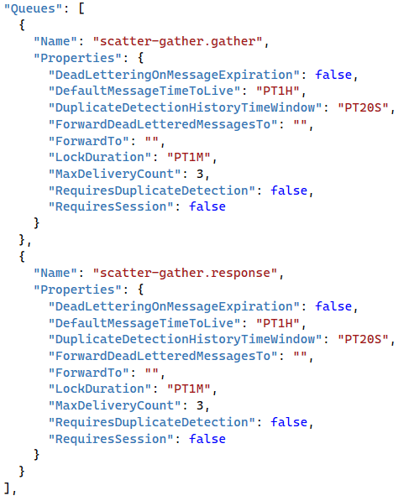 "Queues": [
  {
    "Name": "scatter-gather.gather",
    "Properties": {
      "DeadLetteringOnMessageExpiration": false,
      "DefaultMessageTimeToLive": "PT1H",
      "DuplicateDetectionHistoryTimeWindow": "PT20S",
      "ForwardDeadLetteredMessagesTo": "",
      "ForwardTo": "",
      "LockDuration": "PT1M",
      "MaxDeliveryCount": 3,
      "RequiresDuplicateDetection": false,
      "RequiresSession": false
    }
  },
  {
    "Name": "scatter-gather.response",
    "Properties": {
      "DeadLetteringOnMessageExpiration": false,
      "DefaultMessageTimeToLive": "PT1H",
      "DuplicateDetectionHistoryTimeWindow": "PT20S",
      "ForwardDeadLetteredMessagesTo": "",
      "ForwardTo": "",
      "LockDuration": "PT1M",
      "MaxDeliveryCount": 3,
      "RequiresDuplicateDetection": false,
      "RequiresSession": false
    }
  }
],